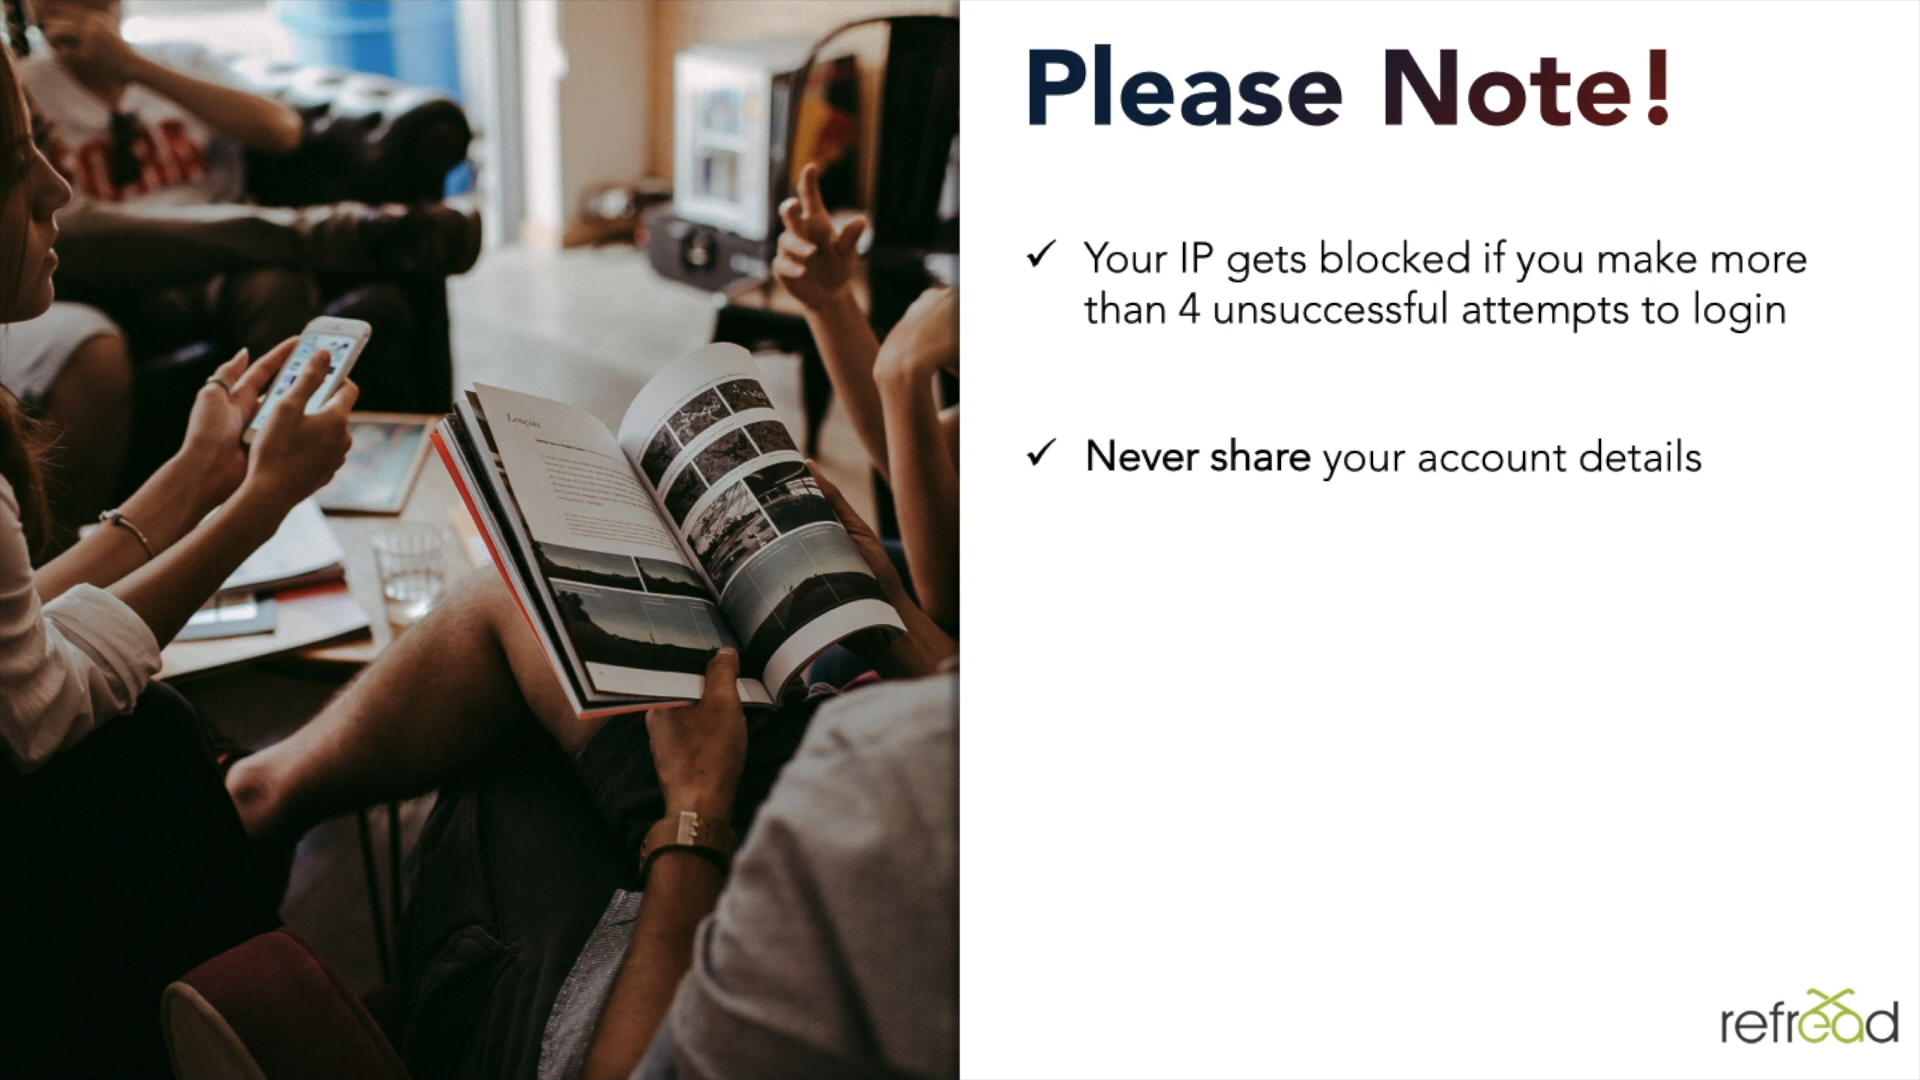 Please Note!
✓ Your IP gets blocked if you make more
than 4 unsuccessful attempts to login
✓ Never share your account details
refread